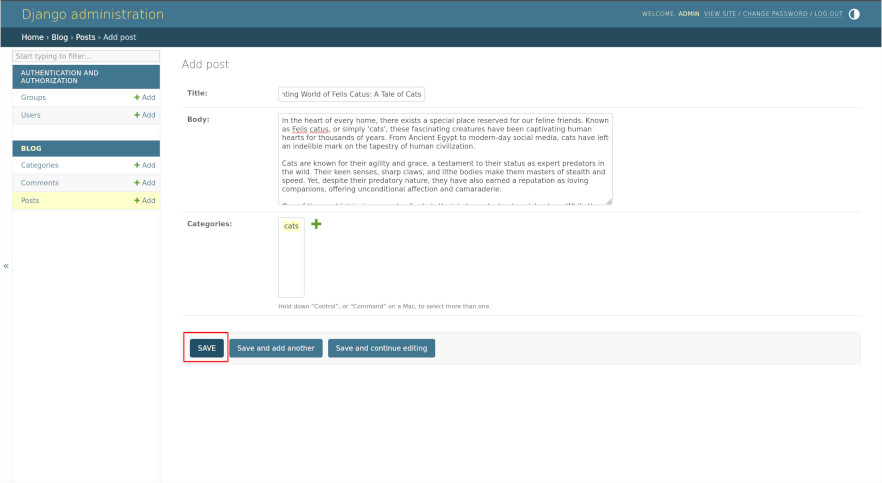 Django administration
WELCOME, ADMIN. VIEW SITE / CHANGE PASSWORD / LOG OUT
Home › Blog › Posts › Add post
Start typing to filter...
AUTHENTICATION AND
AUTHORIZATION
Groups + Add
Users + Add
BLOG
Categories + Add
Comments + Add
Posts + Add
«
Add post
Title:
nting World of Felis Catus: A Tale of Cats
Body:
In the heart of every home, there exists a special place reserved for our feline friends. Known
as Felis catus, or simply 'cats', these fascinating creatures have been captivating human
hearts for thousands of years. From Ancient Egypt to modern-day social media, cats have left
an indelible mark on the tapestry of human civilization.
Cats are known for their agility and grace, a testament to their status as expert predators in
the wild. Their keen senses, sharp claws, and lithe bodies make them masters of stealth and
speed. Yet, despite their predatory nature, they have also earned a reputation as loving
companions, offering unconditional affection and camaraderie.
Categories:
cats
Hold down “Control”, or “Command” on a Mac, to select more than one.
SAVE
Save and add another
Save and continue editing